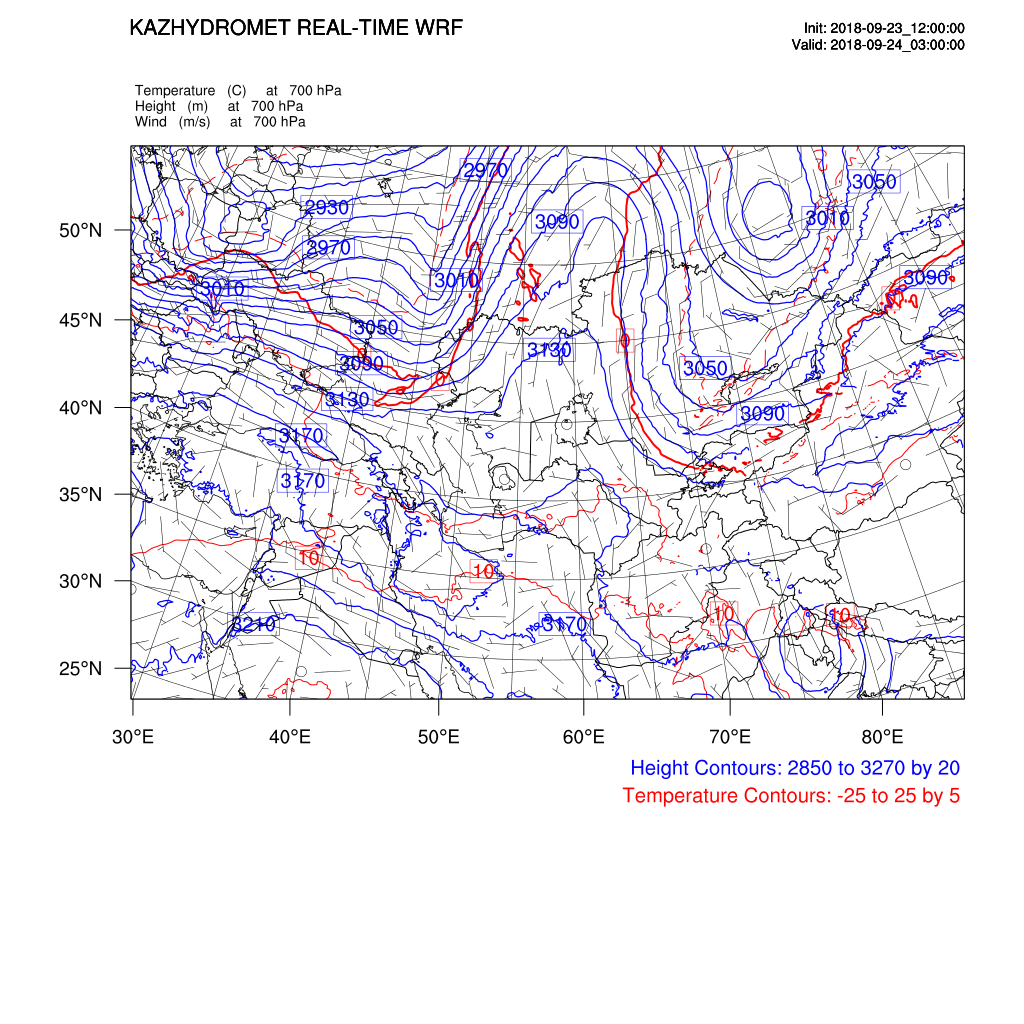 KAZHYDROMET REAL-TIME WRF
Init: 2018-09-23_12:00:00
Valid: 2018-09-24_03:00:00
Temperature (C) at 700 hPa
Height (m) at 700 hPa
Wind (m/s) at 700 hPa
2970
3050
2930
3090
3010
50°N
2970
3010
3090
3010
45°N
3050
0
3130
3090
3050
3130
40°N
3090
3170
3170
35°N
10
10
30°N
10
10
3210
3170
25°N
30°E
40°E
50°E
60°E
70°E
80°E
Height Contours: 2850 to 3270 by 20
Temperature Contours: -25 to 25 by 5